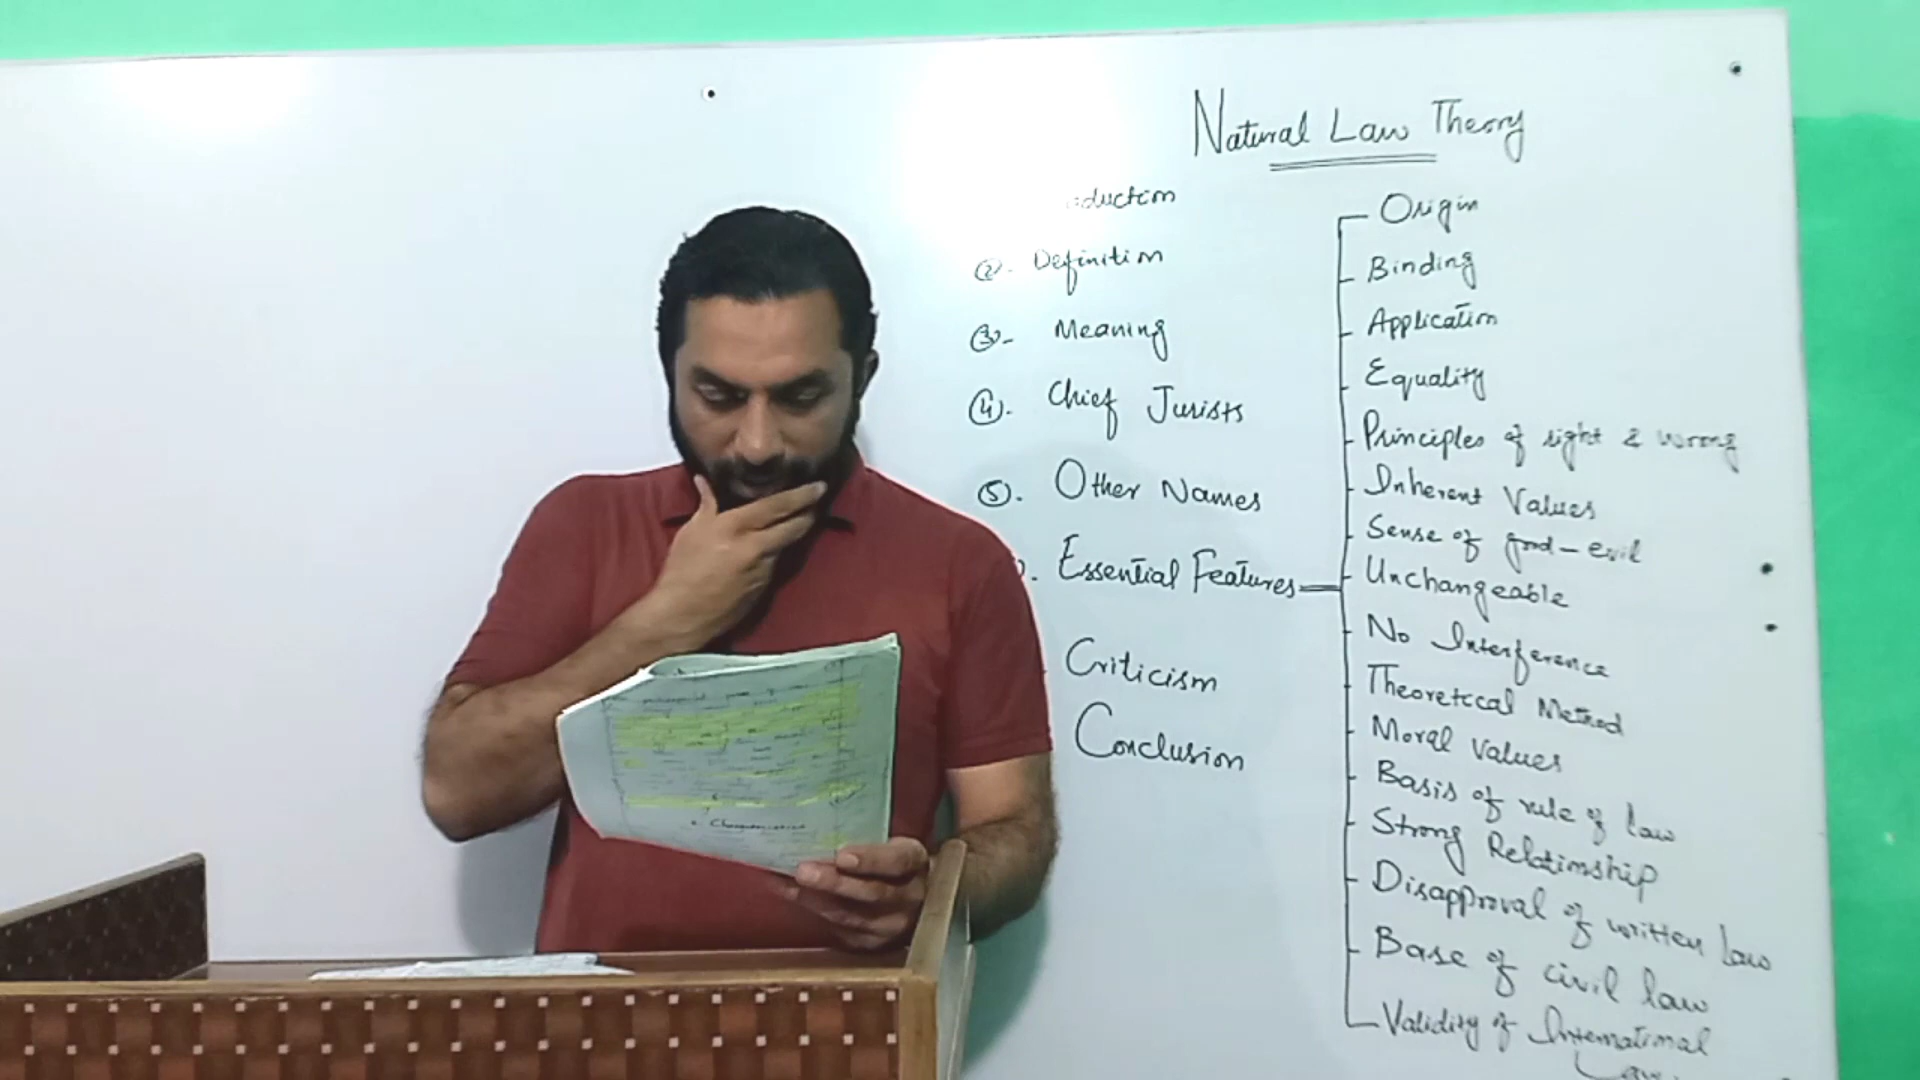 Natural Law Theory
duction
②. Definition
③- Meaning
④. Chief Jurists
⑤. Other Names
. Essential Features
Criticism
Conclusion
Origin
Binding
Application
Equality
Principles of right & wrong
Inherent Values
Sense of good-evil
Unchangeable
No Interference
Theoretical Method
Moral values
Basis of rule of law
Strong Relationship
Disapproval of written law
Base of civil law
Validity of International
Law